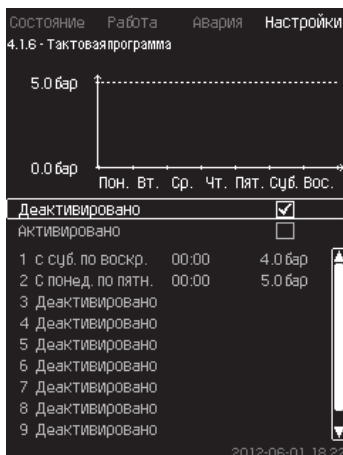 Состояние Работа Авария Настройки
4.1.6 - Тактоваяпрограмма
5.0 бар
0.0 бар
Пон. Вт. Ср. Чт. Пят. Суб. Вос.
Деактивировано
Активировано
1 с суб. по воскр. 00:00 4.0 бар
2 С понед. по пятн. 00:00 5.0 бар
3 Деактивировано
4 Деактивировано
5 Деактивировано
6 Деактивировано
7 Деактивировано
8 Деактивировано
9 Деактивировано
2012-06-01 18:22